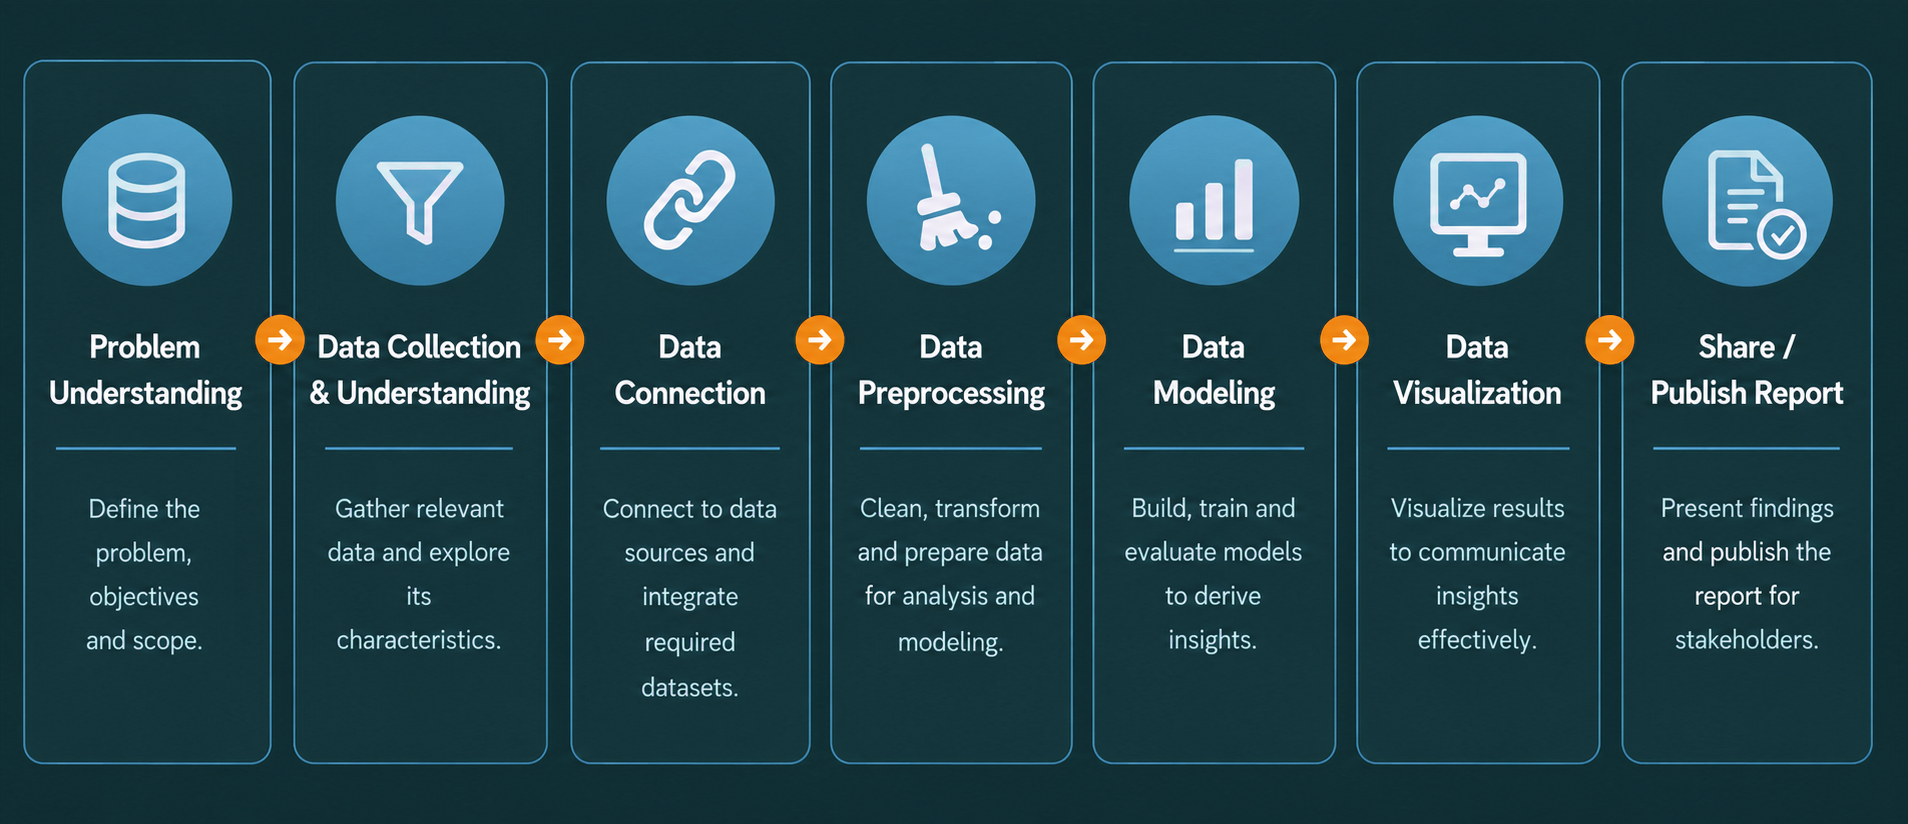 Problem
Understanding
Define the
problem,
objectives
and scope.
Data Collection
& Understanding
Gather relevant
data and explore
its
characteristics.
Data
Connection
Connect to data
sources and
integrate
required
datasets.
Data
Preprocessing
Clean, transform
and prepare data
for analysis and
modeling.
Data
Modeling
Build, train and
evaluate models
to derive
insights.
Data
Visualization
Visualize results
to communicate
insights
effectively.
Share /
Publish Report
Present findings
and publish the
report for
stakeholders.